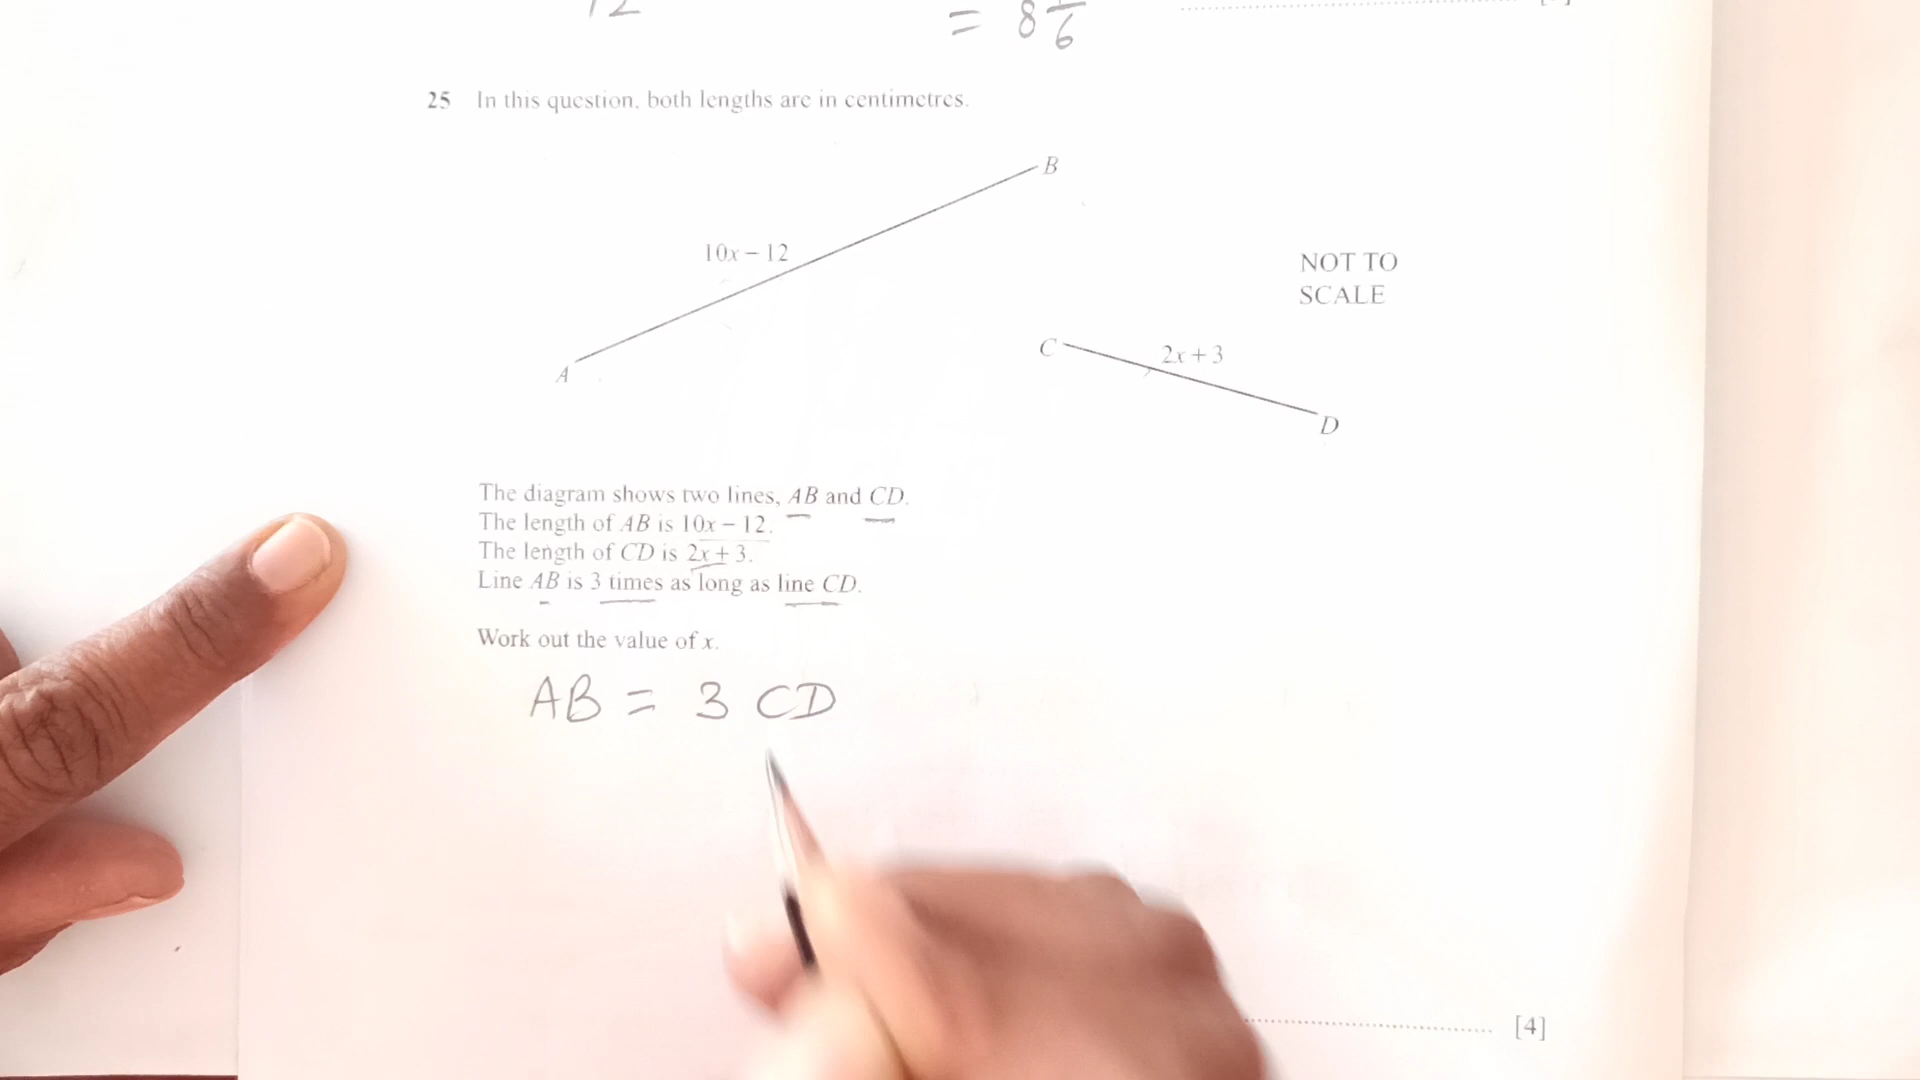 12
= 8 1/6
25 In this question, both lengths are in centimetres.
B
10x – 12
NOT TO
SCALE
C
2x + 3
A
D
The diagram shows two lines, AB and CD.
The length of AB is 10x – 12.
The length of CD is 2x + 3.
Line AB is 3 times as long as line CD.
Work out the value of x.
AB = 3 CD
[4]